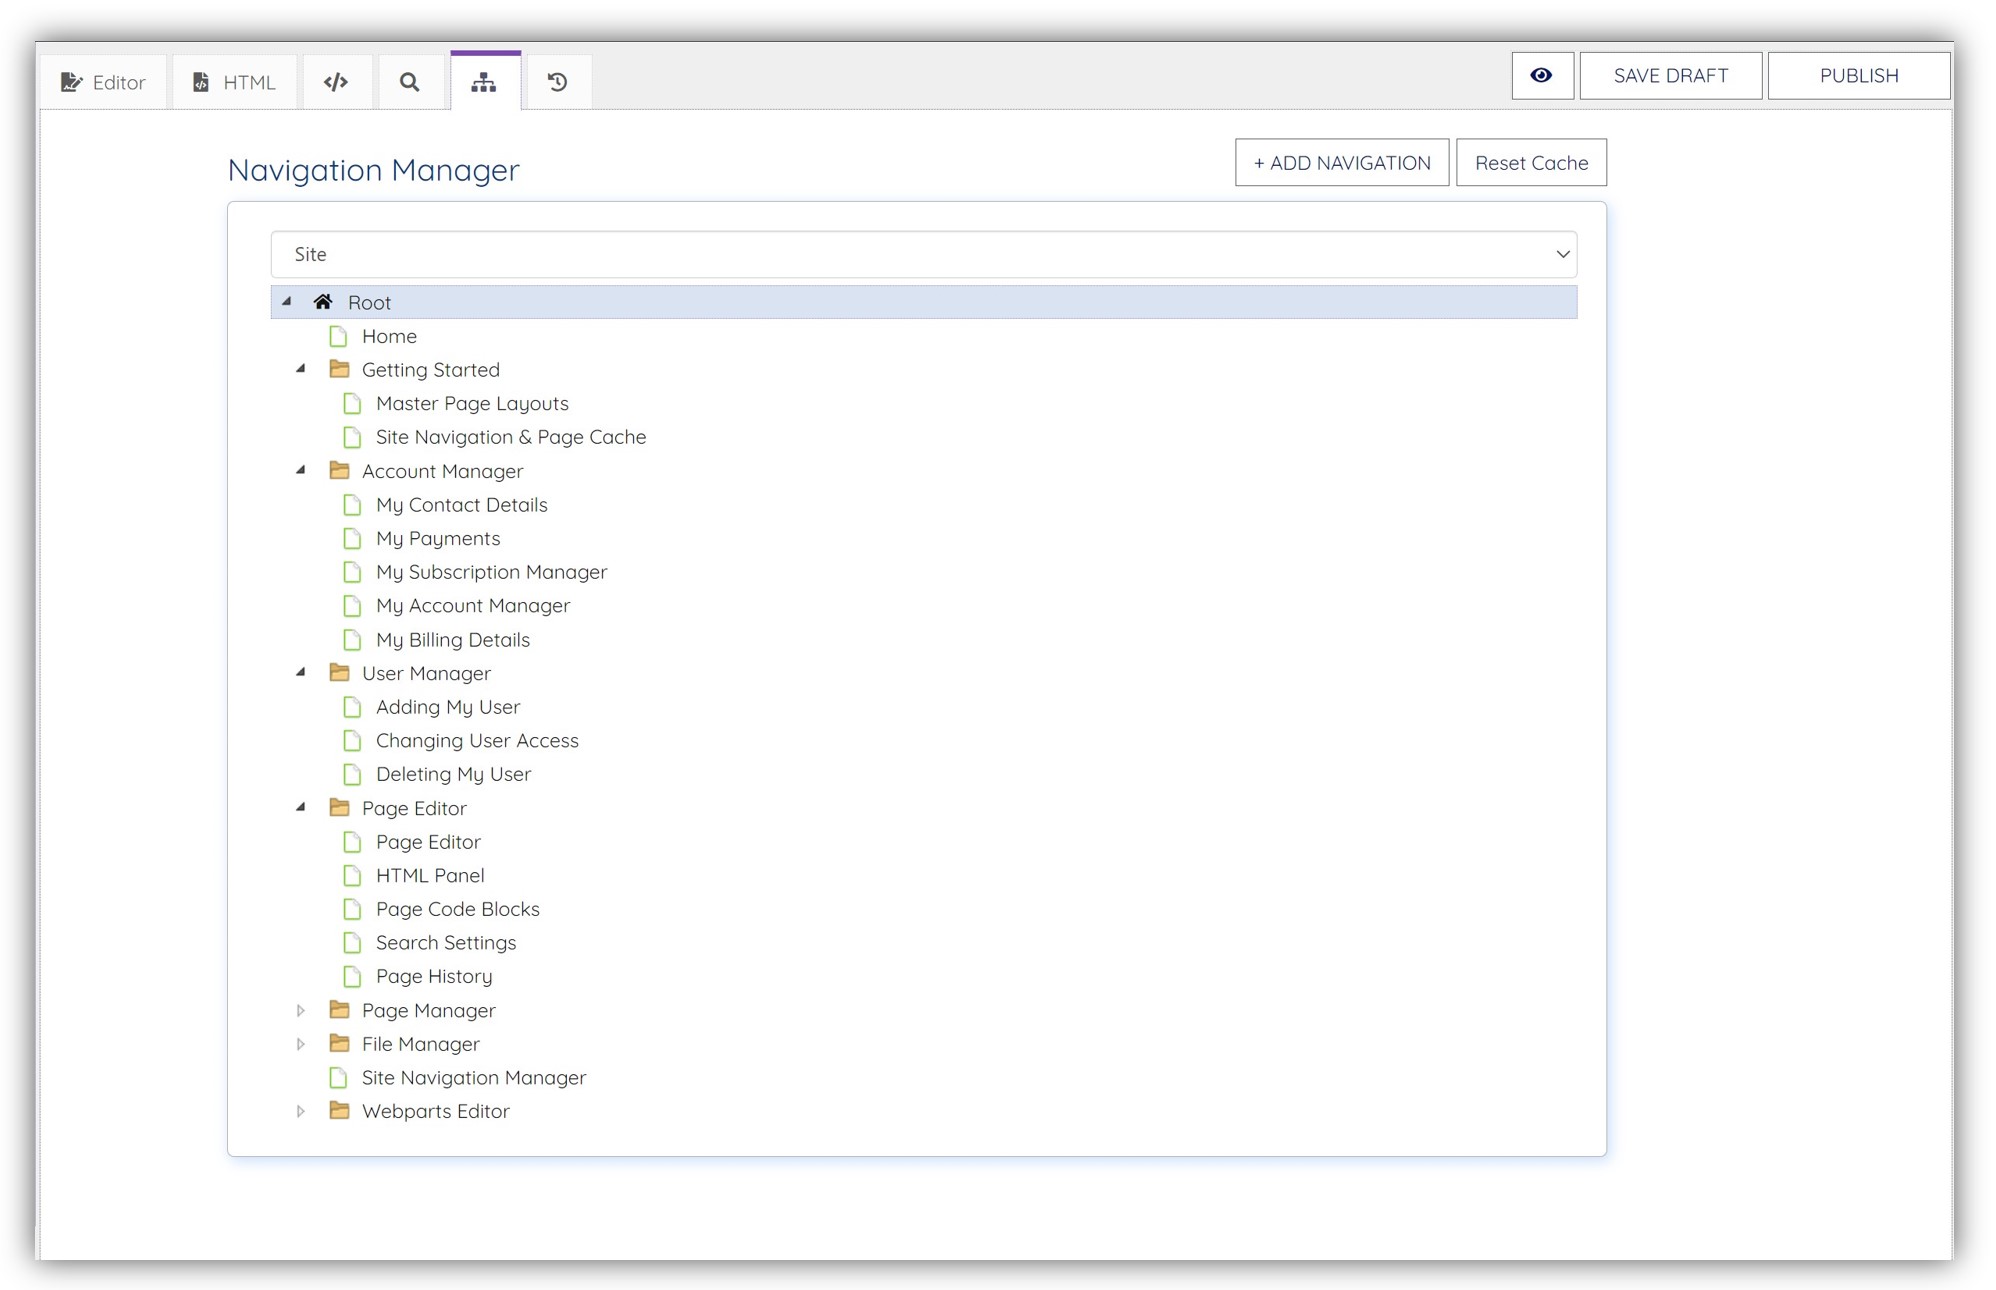 Editor
HTML
SAVE DRAFT
PUBLISH
Navigation Manager
+ ADD NAVIGATION
Reset Cache
Site
Root
Home
Getting Started
Master Page Layouts
Site Navigation & Page Cache
Account Manager
My Contact Details
My Payments
My Subscription Manager
My Account Manager
My Billing Details
User Manager
Adding My User
Changing User Access
Deleting My User
Page Editor
Page Editor
HTML Panel
Page Code Blocks
Search Settings
Page History
Page Manager
File Manager
Site Navigation Manager
Webparts Editor